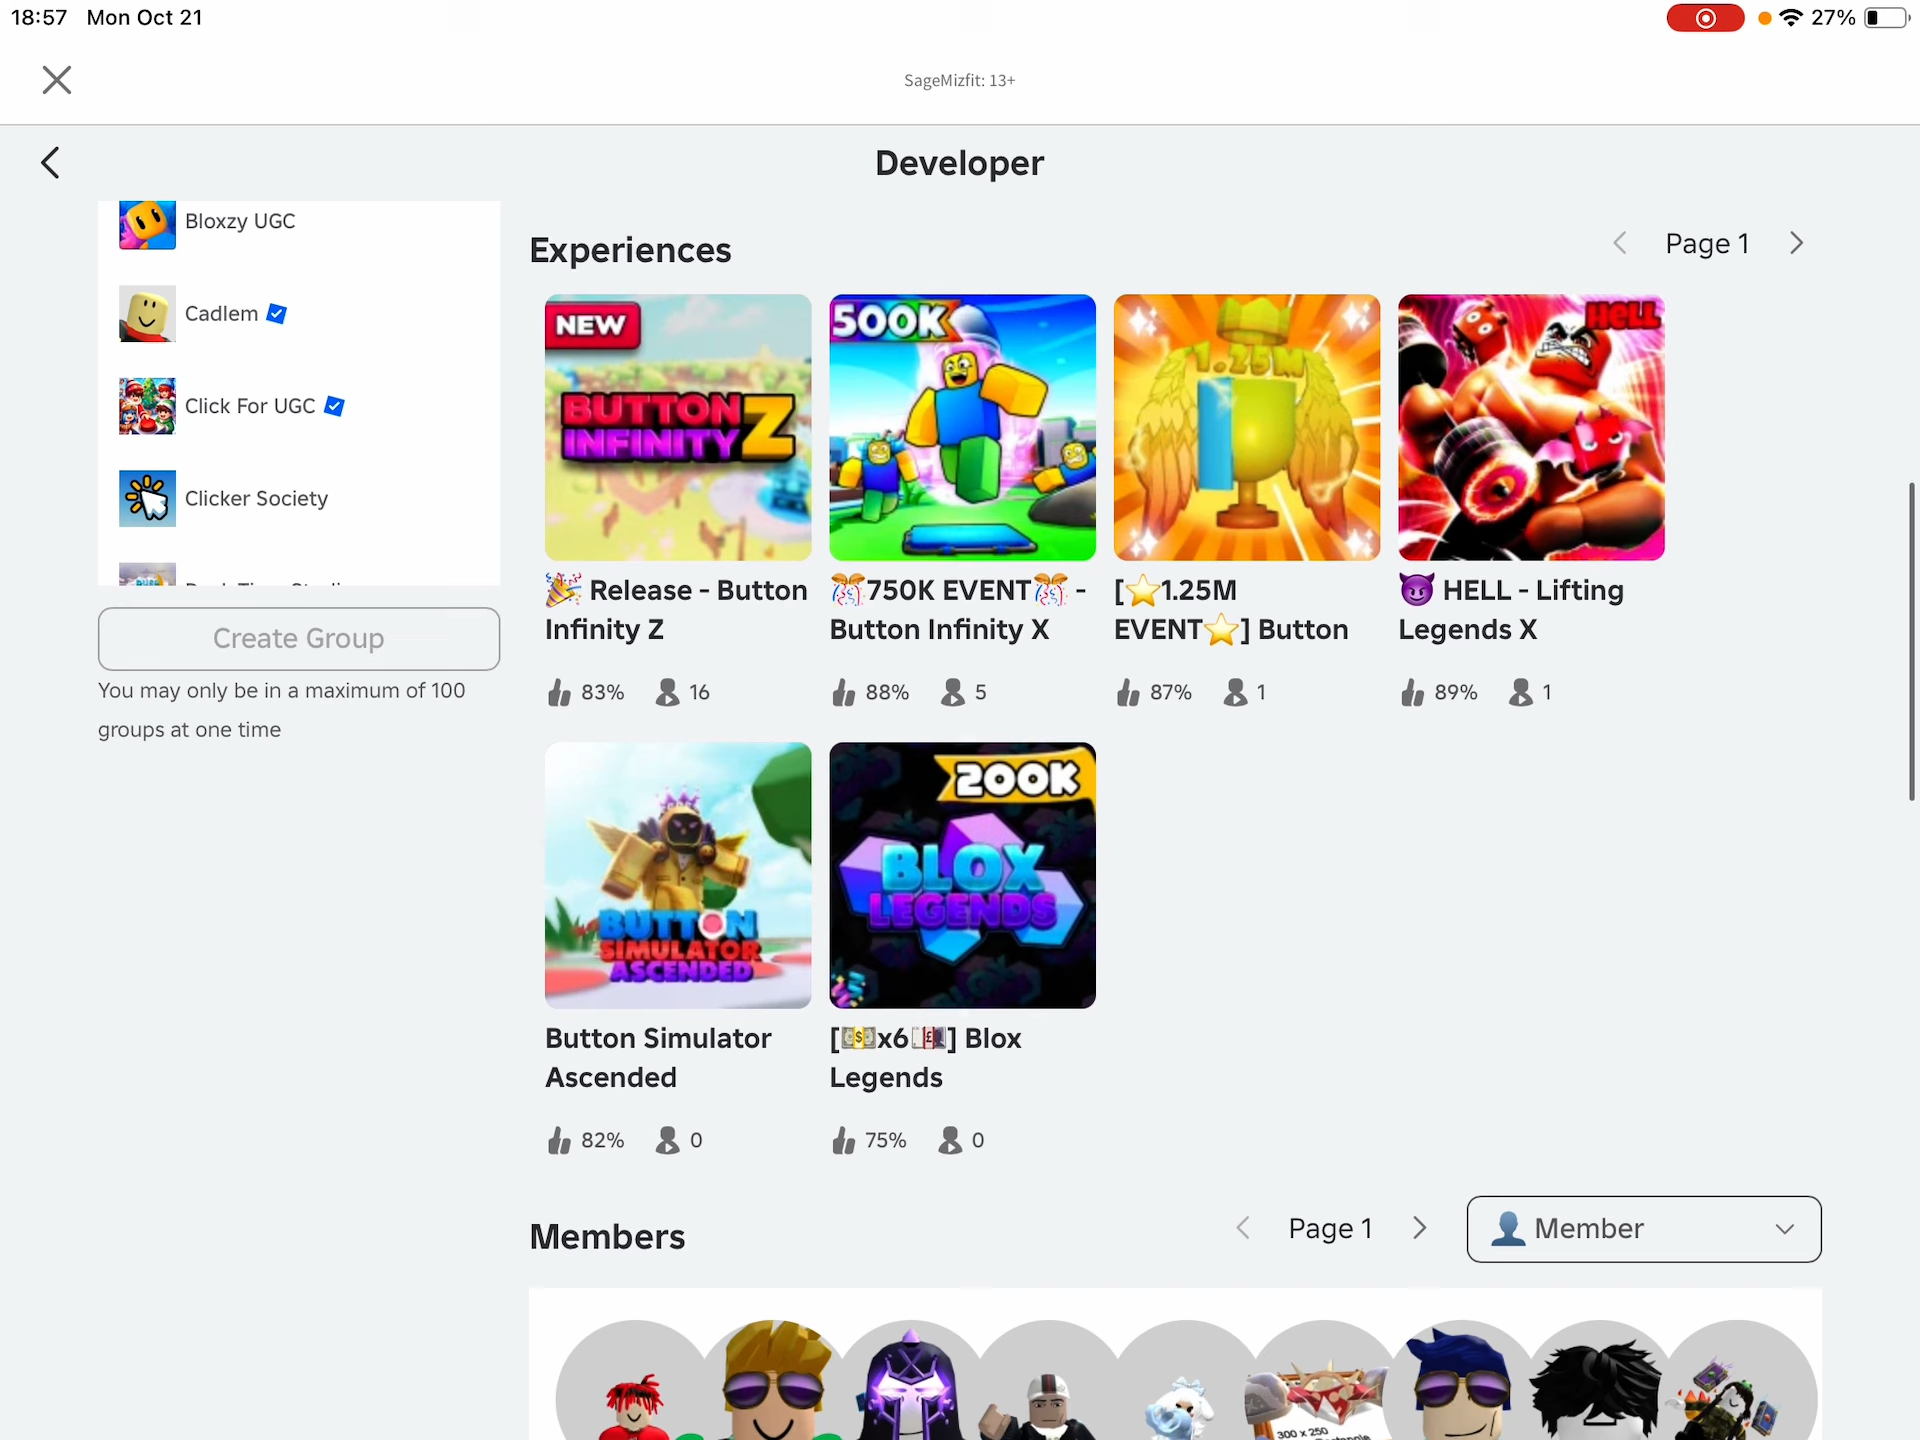 18:57 Mon Oct 21
27%
SageMizfit: 13+
Developer
Bloxzy UGC
Cadlem
Click For UGC
Clicker Society
Create Group
You may only be in a maximum of 100
groups at one time
Experiences
Page 1
NEW
BUTTON
INFINITY Z
500K
1.25M
HELL
🎉 Release - Button
Infinity Z
🎊750K EVENT🎊 -
Button Infinity X
[⭐1.25M
EVENT⭐] Button
😈 HELL - Lifting
Legends X
83% 16
88% 5
87% 1
89% 1
BUTTON
SIMULATOR
ASCENDED
200K
BLOX
LEGENDS
Button Simulator
Ascended
[💵x6💷] Blox
Legends
82% 0
75% 0
Members
Page 1
👤 Member
300 x 250